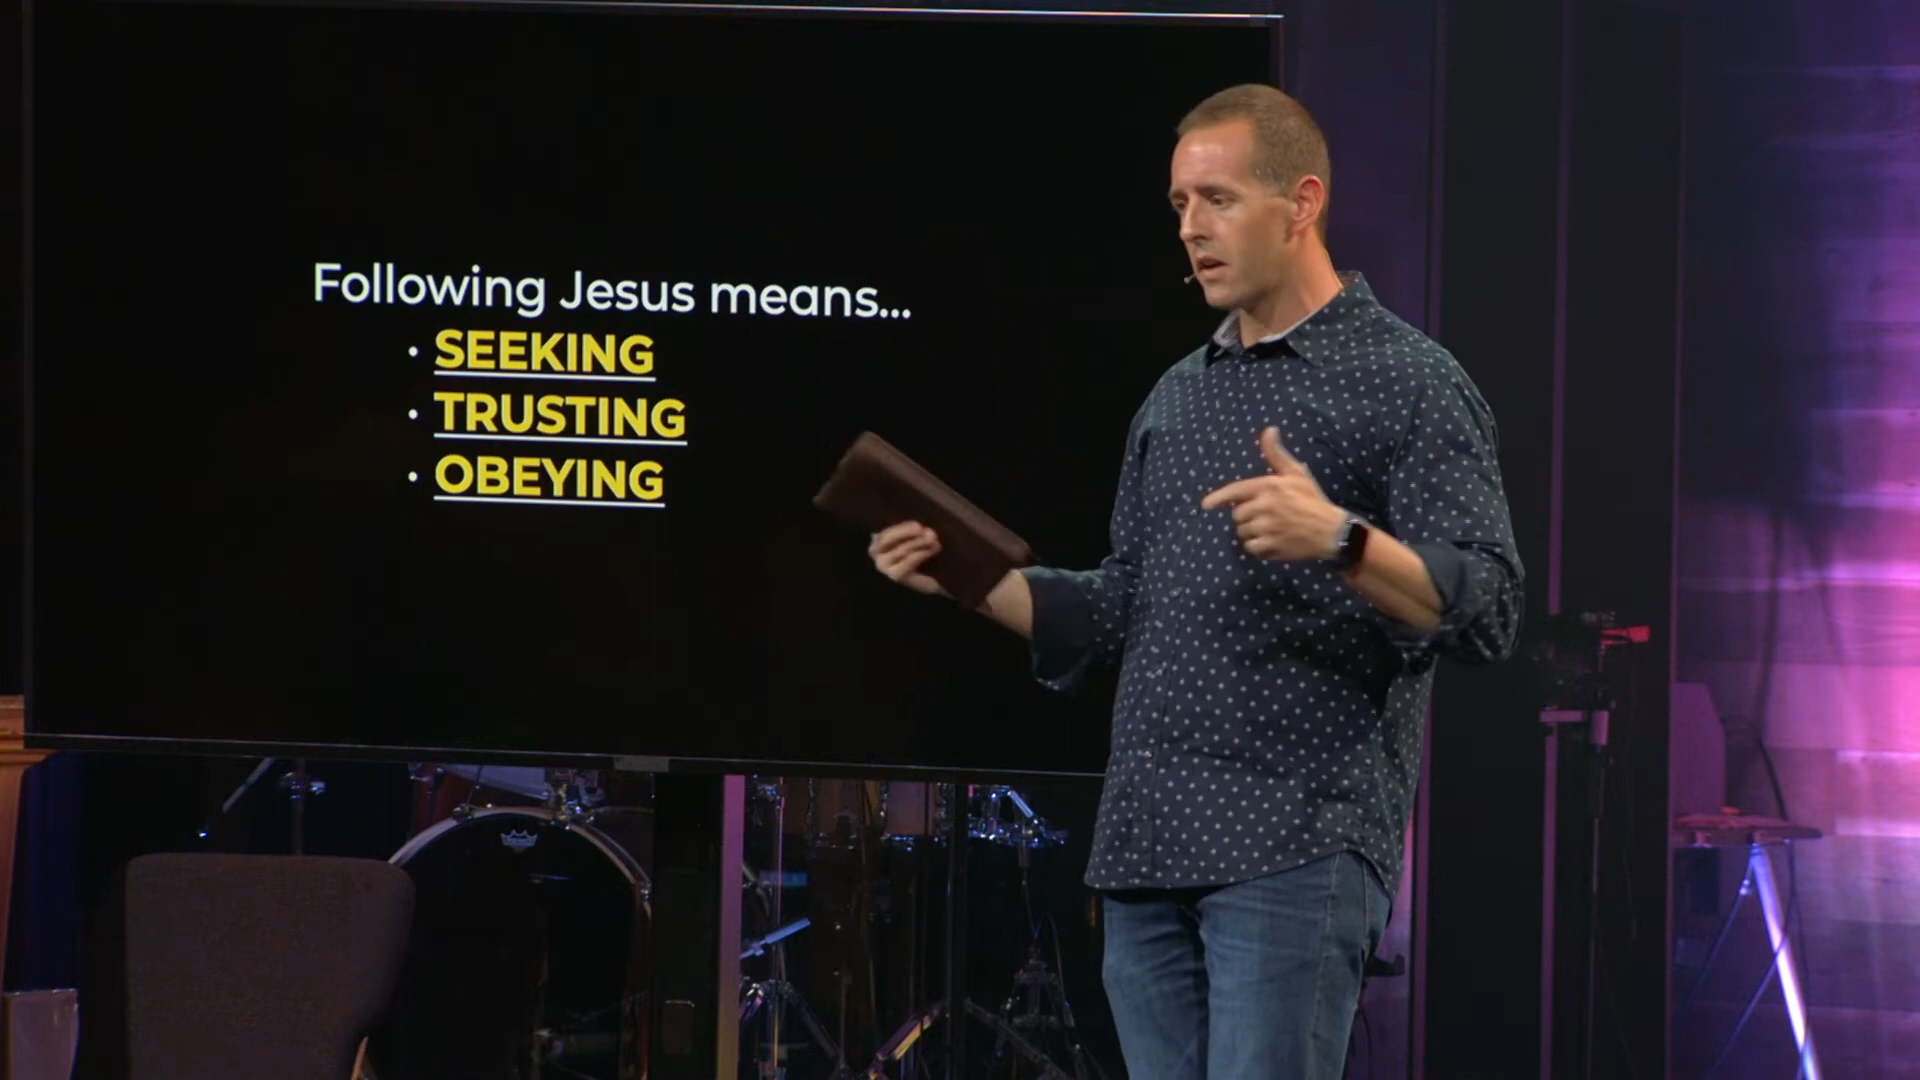 Following Jesus means...
• SEEKING
• TRUSTING
• OBEYING